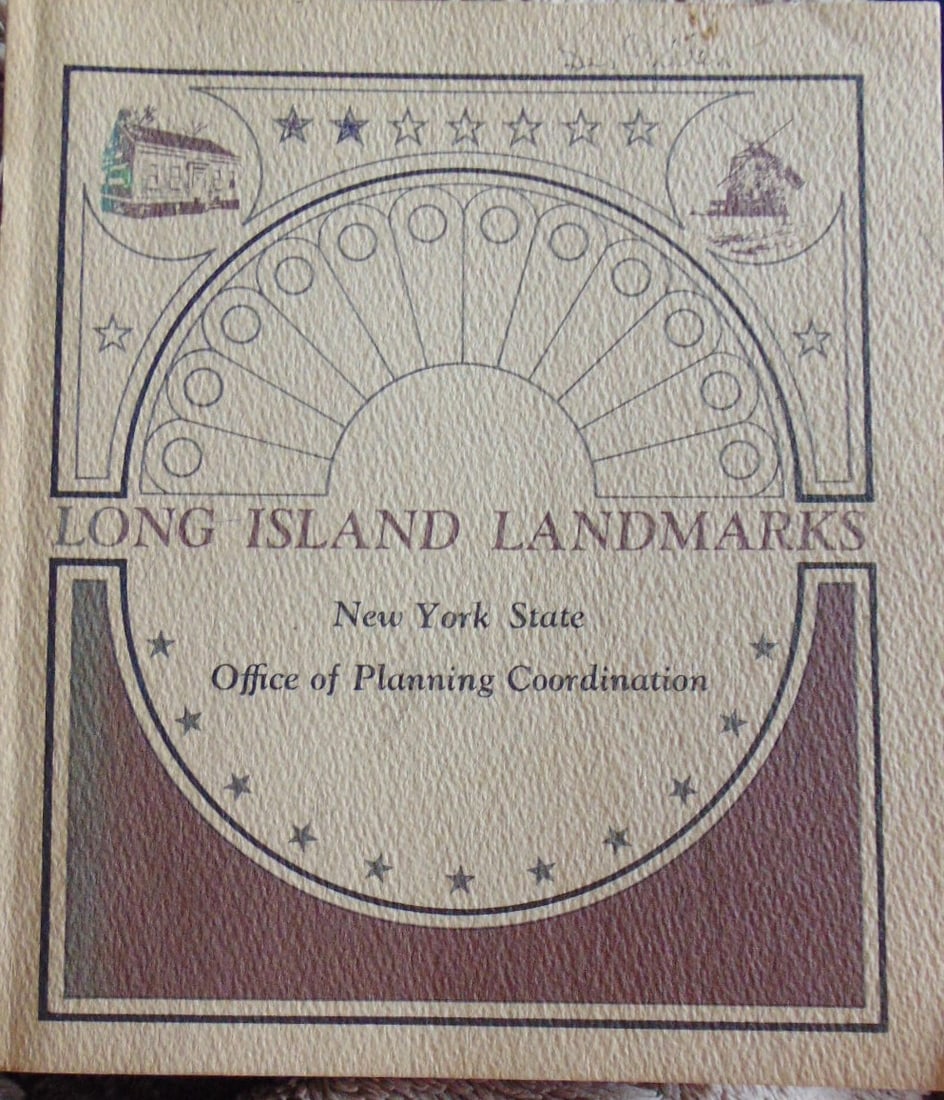 LONG ISLAND LANDMARKS
New York State
Office of Planning Coordination